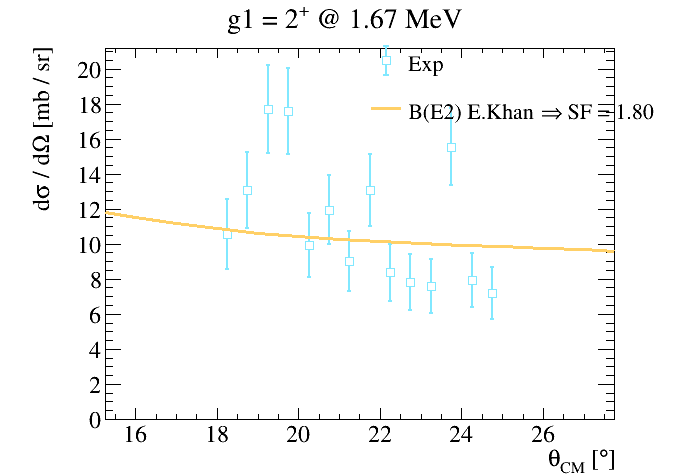 g1 = 2⁺ @ 1.67 MeV
dσ / dΩ [mb / sr]
20
18
16
14
12
10
8
6
4
2
0
Exp
B(E2) E.Khan ⇒ SF = 1.80
16 18 20 22 24 26
θ_CM [°]